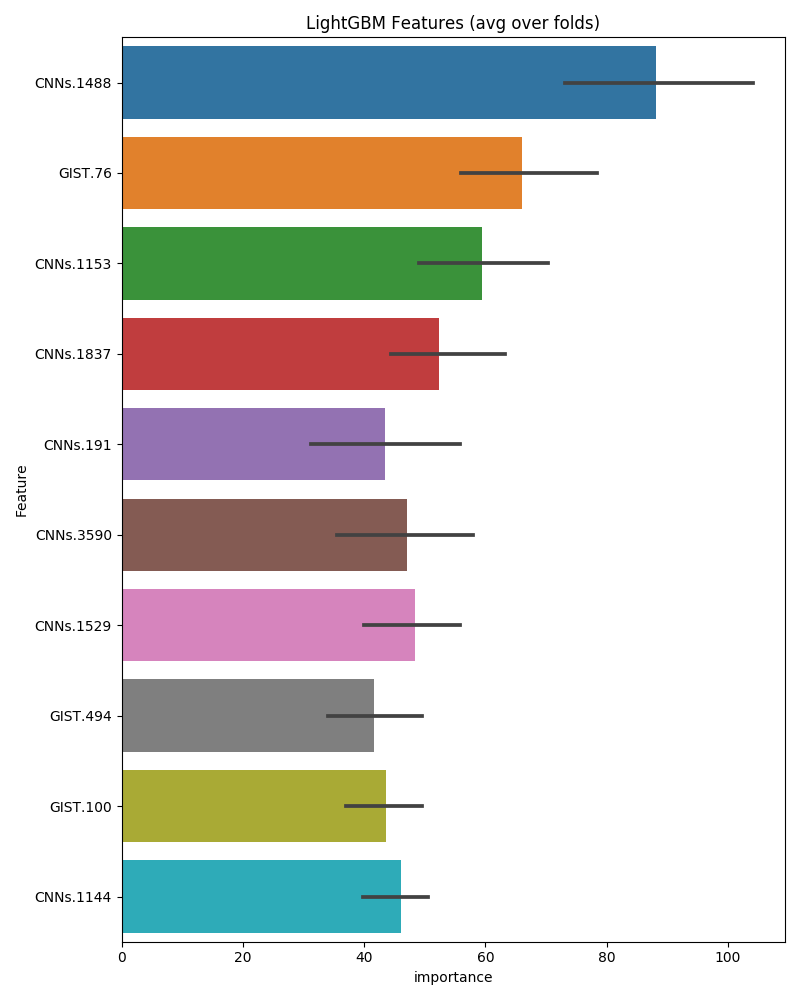 LightGBM Features (avg over folds)
CNNs.1488
GIST.76
CNNs.1153
CNNs.1837
CNNs.191
CNNs.3590
CNNs.1529
GIST.494
GIST.100
CNNs.1144
Feature
0 20 40 60 80 100
importance